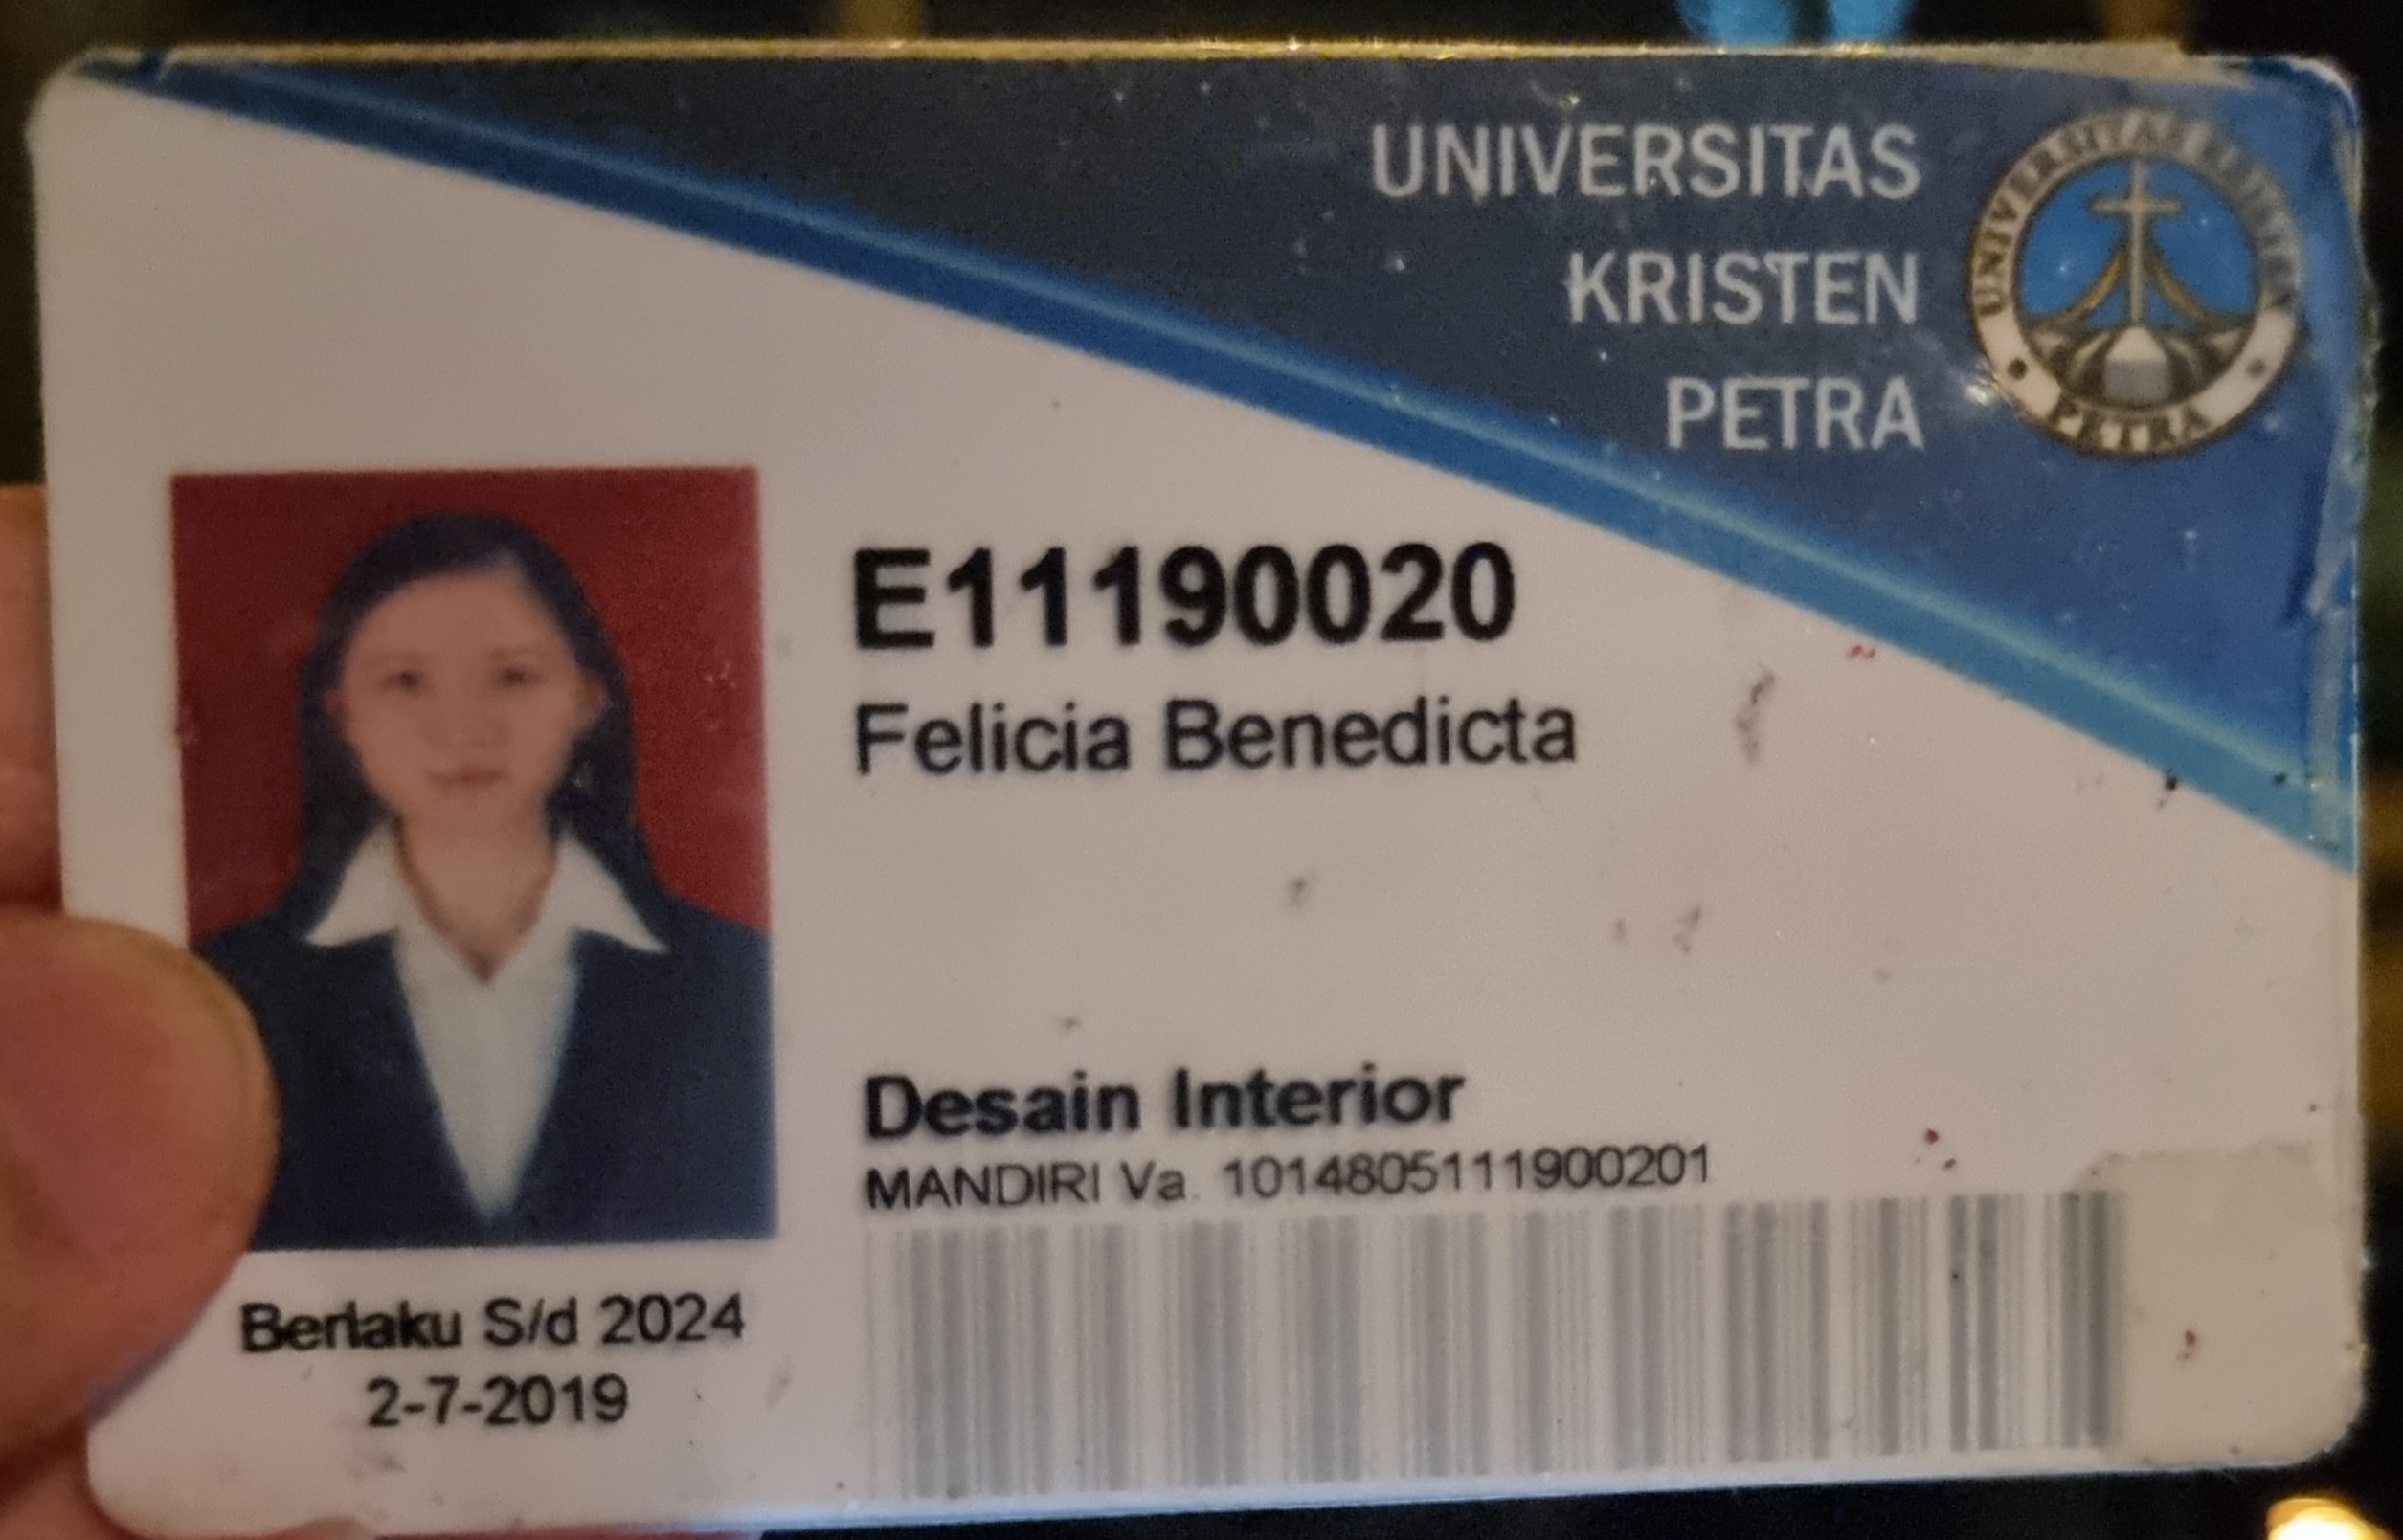 UNIVERSITAS
KRISTEN
PETRA
UNIVERSITAS KRISTEN
PETRA
E11190020
Felicia Benedicta
Desain Interior
MANDIRI Va. 1014805111900201
Berlaku S/d 2024
2-7-2019